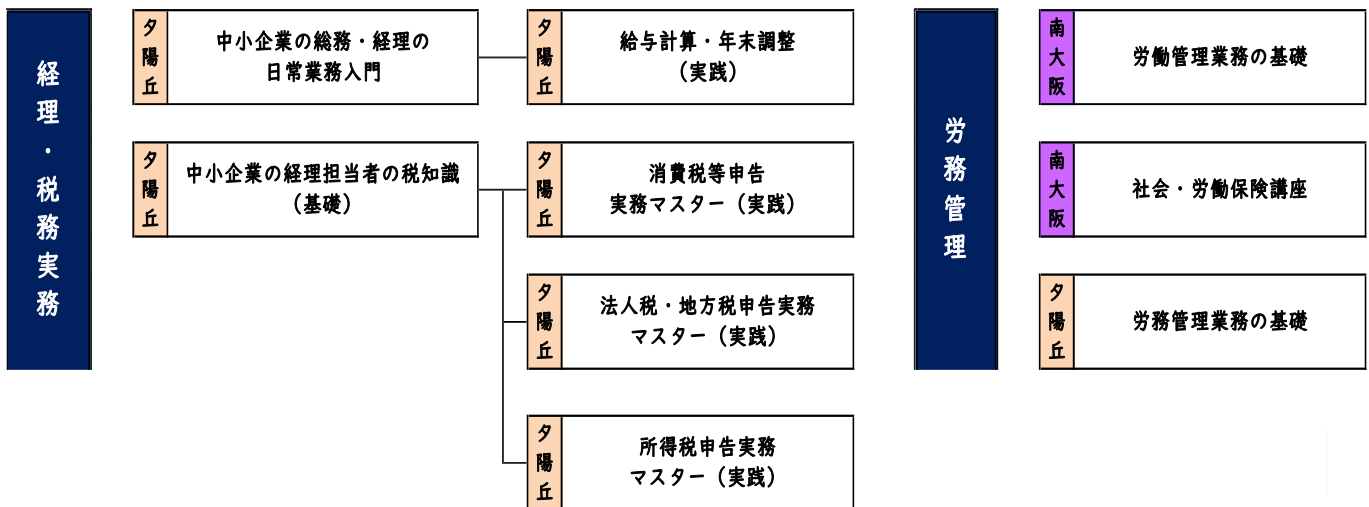 経理・税務実務
夕陽丘
中小企業の総務・経理の
日常業務入門
夕陽丘
給与計算・年末調整
（実践）
夕陽丘
中小企業の経理担当者の税知識
（基礎）
夕陽丘
消費税等申告
実務マスター（実践）
夕陽丘
法人税・地方税申告実務
マスター（実践）
夕陽丘
所得税申告実務
マスター（実践）
労務管理
南大阪
労働管理業務の基礎
南大阪
社会・労働保険講座
夕陽丘
労務管理業務の基礎